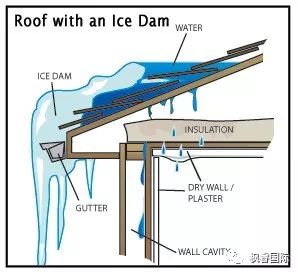 Roof with an Ice Dam
WATER
ICE DAM
INSULATION
GUTTER
DRY WALL /
PLASTER
WALL CAVITY
枫香国际